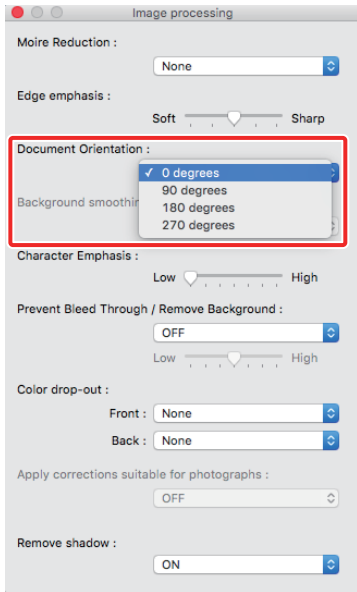 Image processing
Moire Reduction :
None
Edge emphasis :
Soft Sharp
Document Orientation :
✓ 0 degrees
90 degrees
Background smoothin
180 degrees
270 degrees
Character Emphasis :
Low High
Prevent Bleed Through / Remove Background :
OFF
Low High
Color drop-out :
Front : None
Back : None
Apply corrections suitable for photographs :
OFF
Remove shadow :
ON